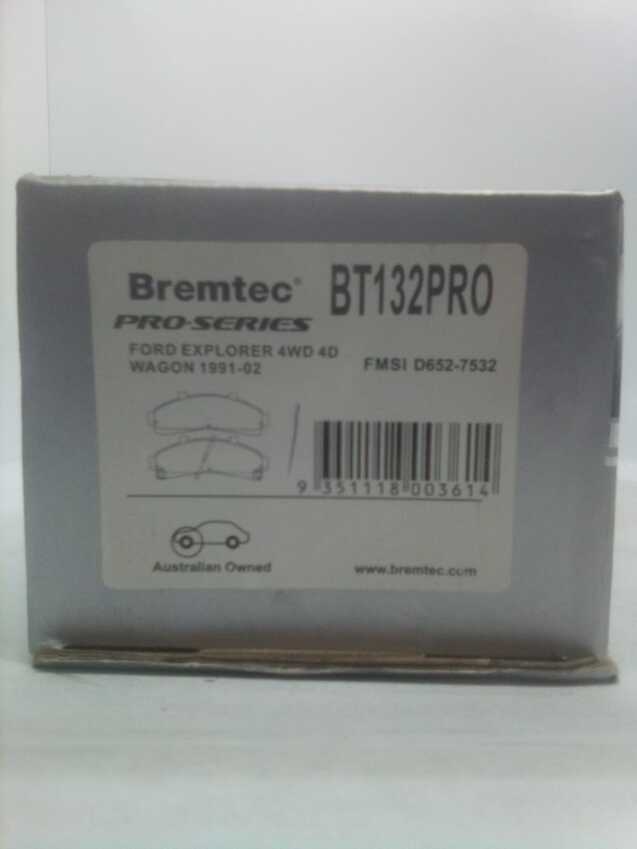 Bremtec® BT132PRO
PRO-SERIES
FORD EXPLORER 4WD 4D
WAGON 1991-02
FMSI D652-7532
9 351118 003614
Australian Owned
www.bremtec.com